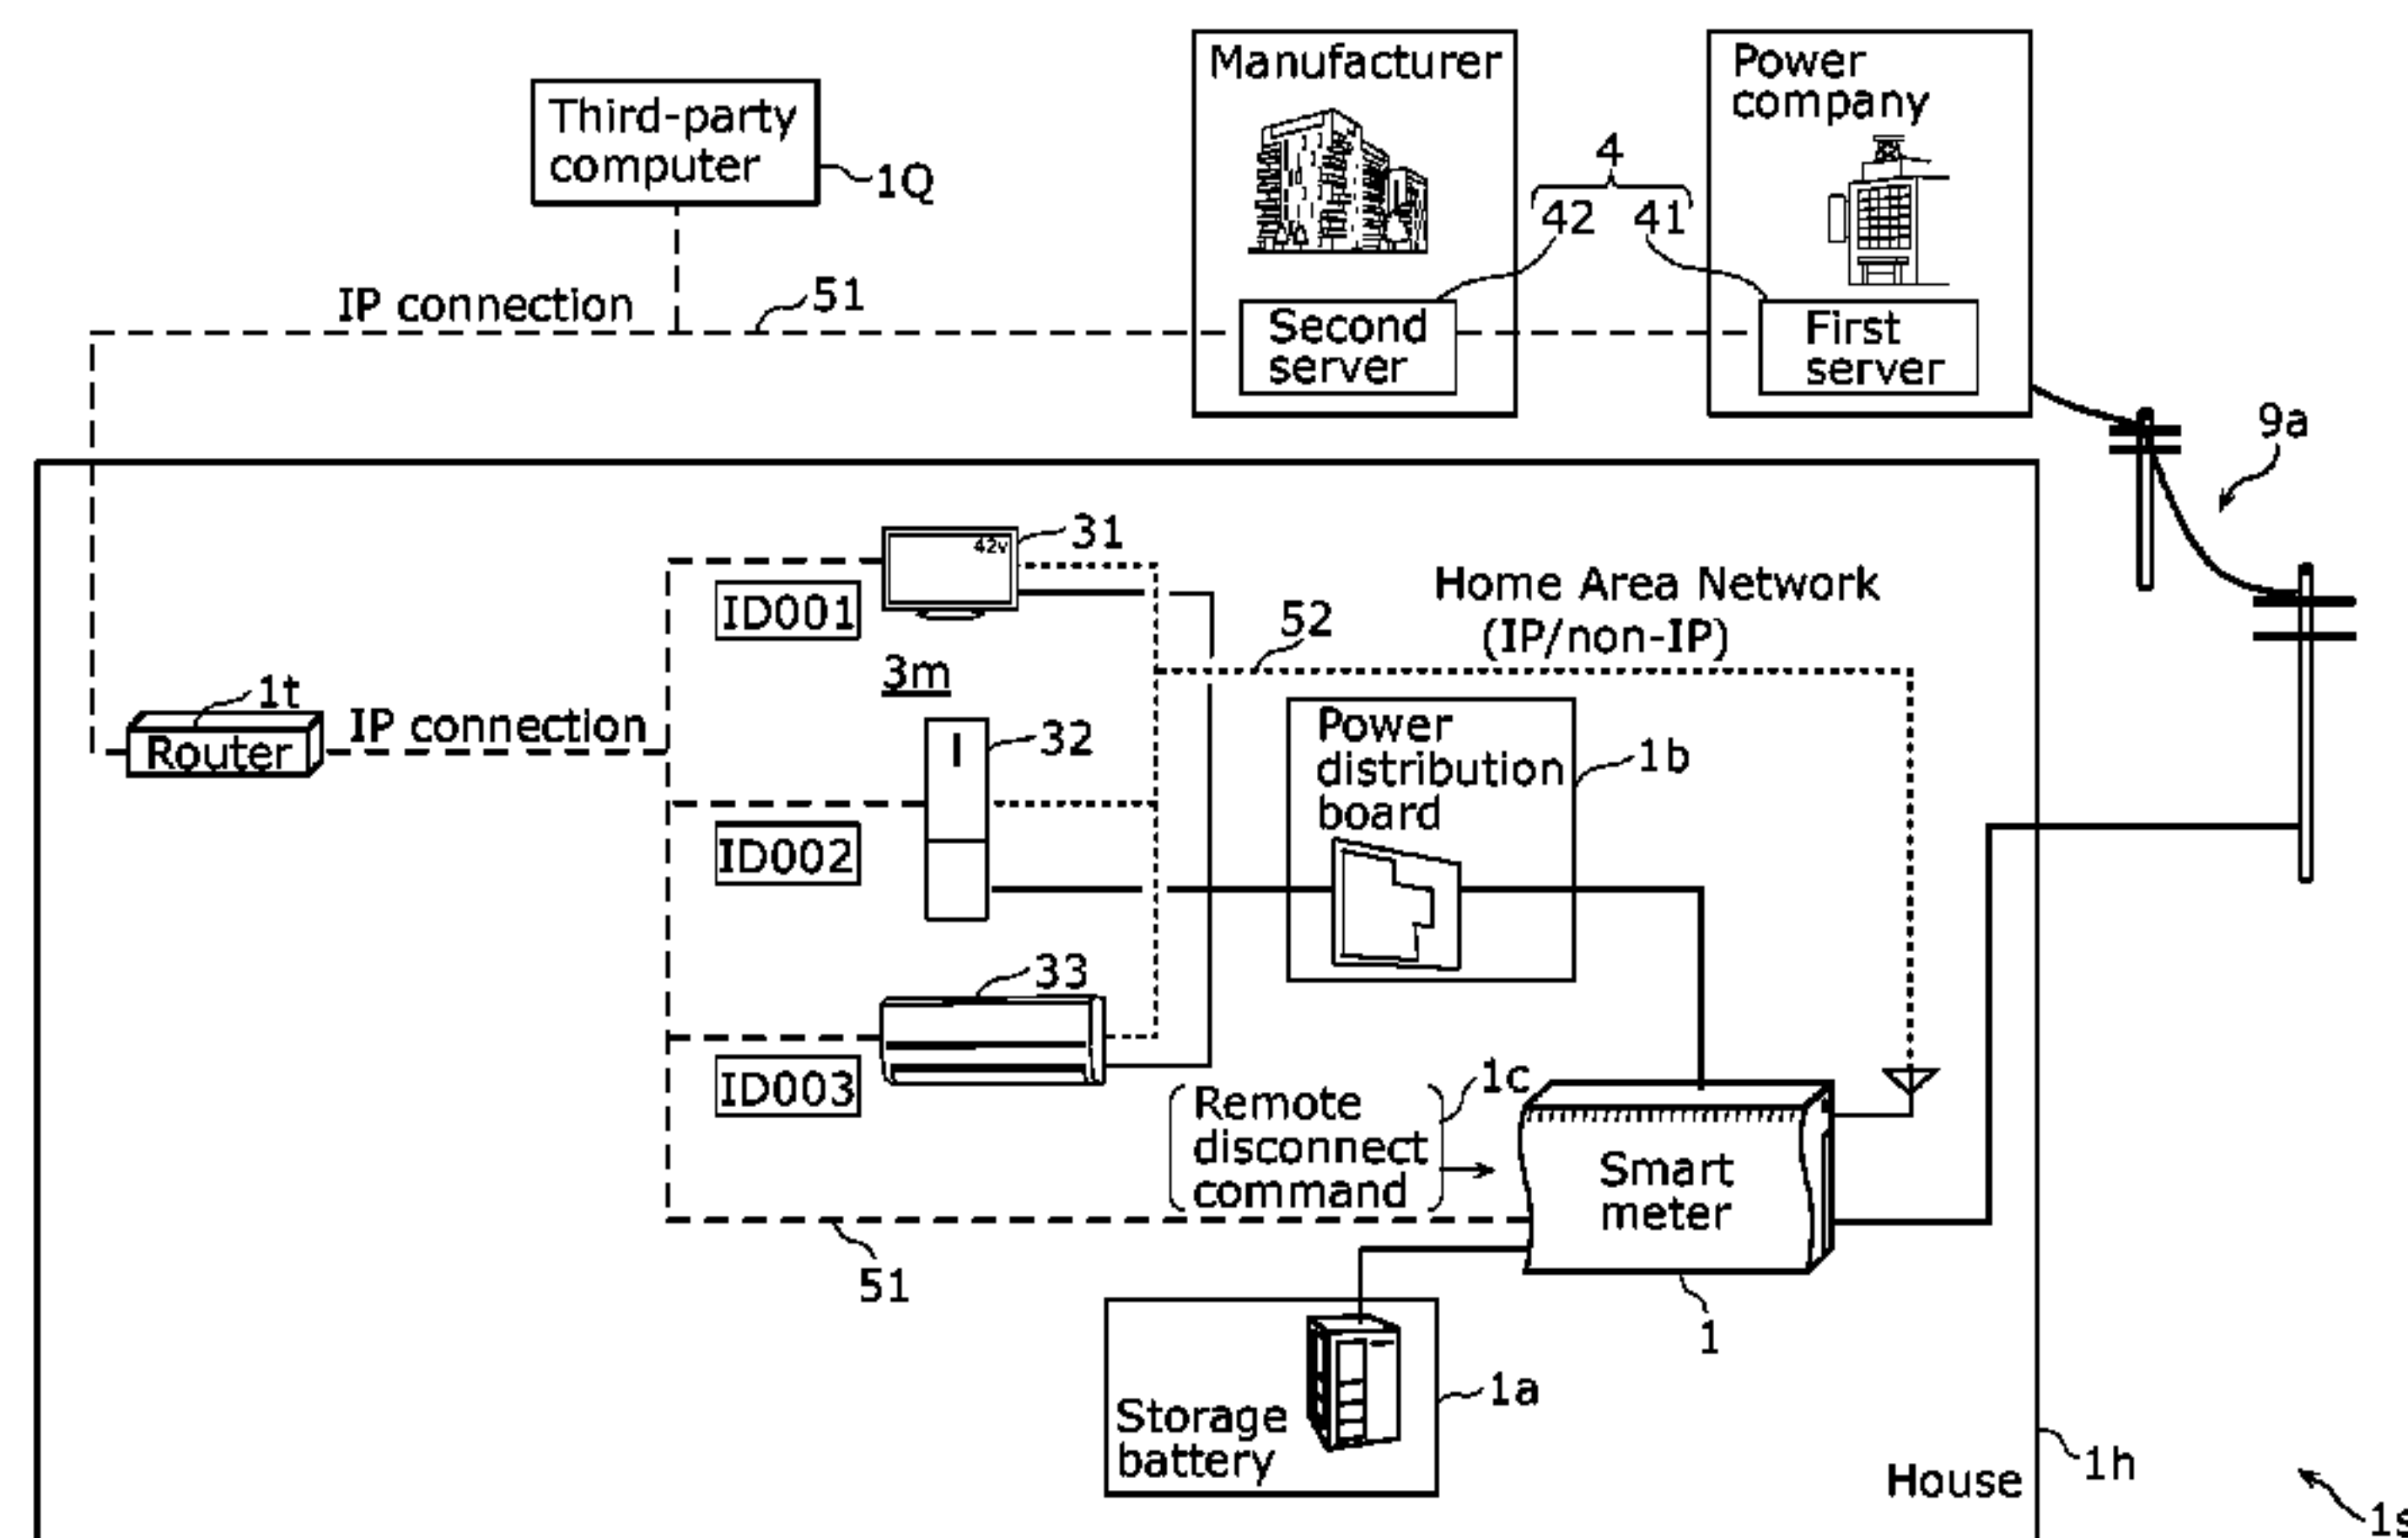 Manufacturer
Power
company
Third-party
computer
1Q
4
42 41
IP connection
51
Second
server
First
server
9a
31
42v
ID001
Home Area Network
(IP/non-IP)
52
3m
1t
Router
IP connection
32
Power
distribution
board
1b
ID002
33
ID003
Remote
disconnect
command
1c
Smart
meter
51
1
Storage
battery
1a
House
1h